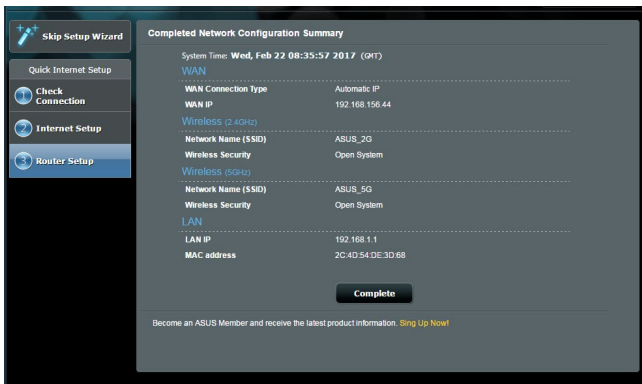 Skip Setup Wizard
Quick Internet Setup
1 Check
Connection
2 Internet Setup
3 Router Setup
Completed Network Configuration Summary
System Time: Wed, Feb 22 08:35:57 2017 (GMT)
WAN
WAN Connection Type Automatic IP
WAN IP 192.168.156.44
Wireless (2.4GHz)
Network Name (SSID) ASUS_2G
Wireless Security Open System
Wireless (5GHz)
Network Name (SSID) ASUS_5G
Wireless Security Open System
LAN
LAN IP 192.168.1.1
MAC address 2C:4D:54:DE:3D:68
Complete
Become an ASUS Member and receive the latest product information. Sing Up Now!